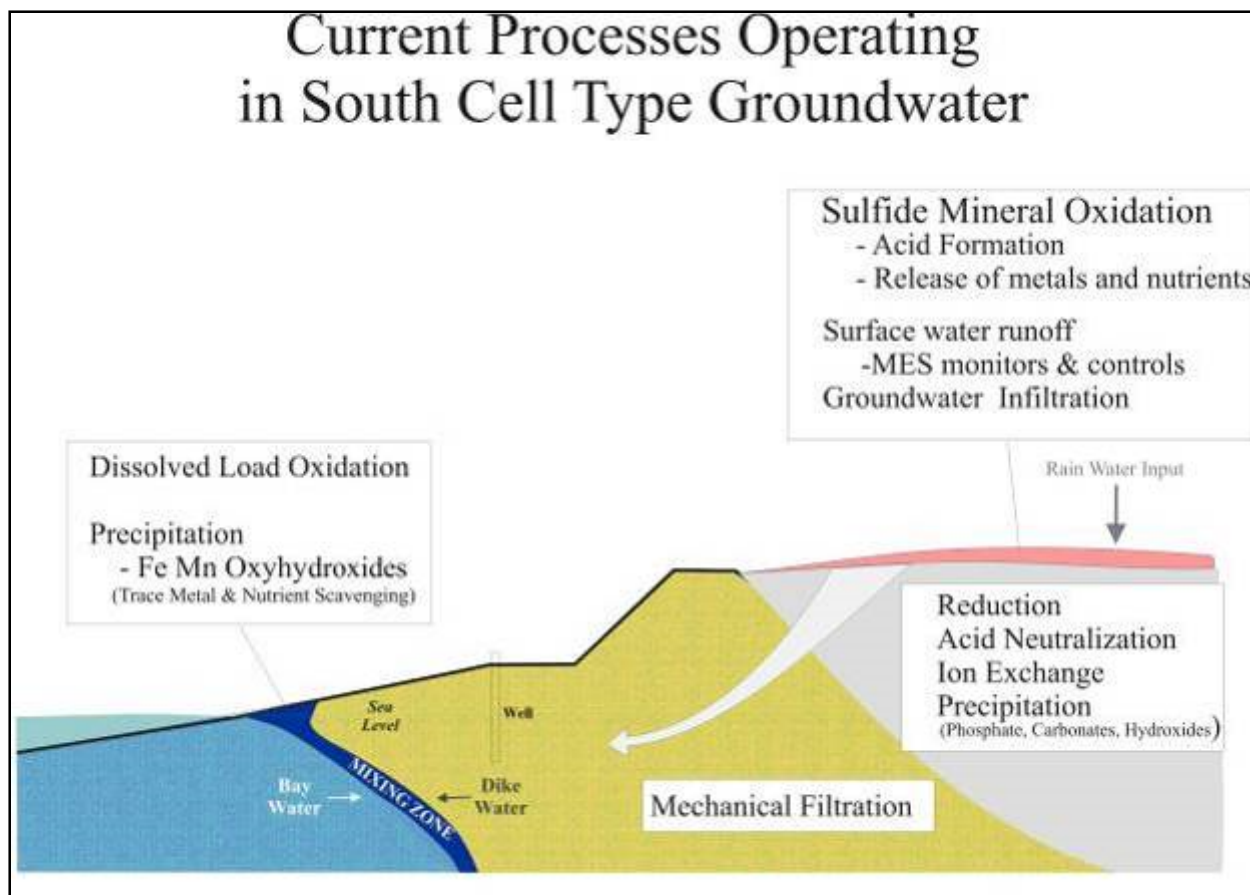 Current Processes Operating
in South Cell Type Groundwater
Sulfide Mineral Oxidation
- Acid Formation
- Release of metals and nutrients
Surface water runoff
-MES monitors & controls
Groundwater Infiltration
Dissolved Load Oxidation
Precipitation
- Fe Mn Oxyhydroxides
(Trace Metal & Nutrient Scavenging)
Rain Water Input
Reduction
Acid Neutralization
Ion Exchange
Precipitation
(Phosphate, Carbonates, Hydroxides)
Sea
Level
Well
Bay
Water
MIXING ZONE
Dike
Water
Mechanical Filtration